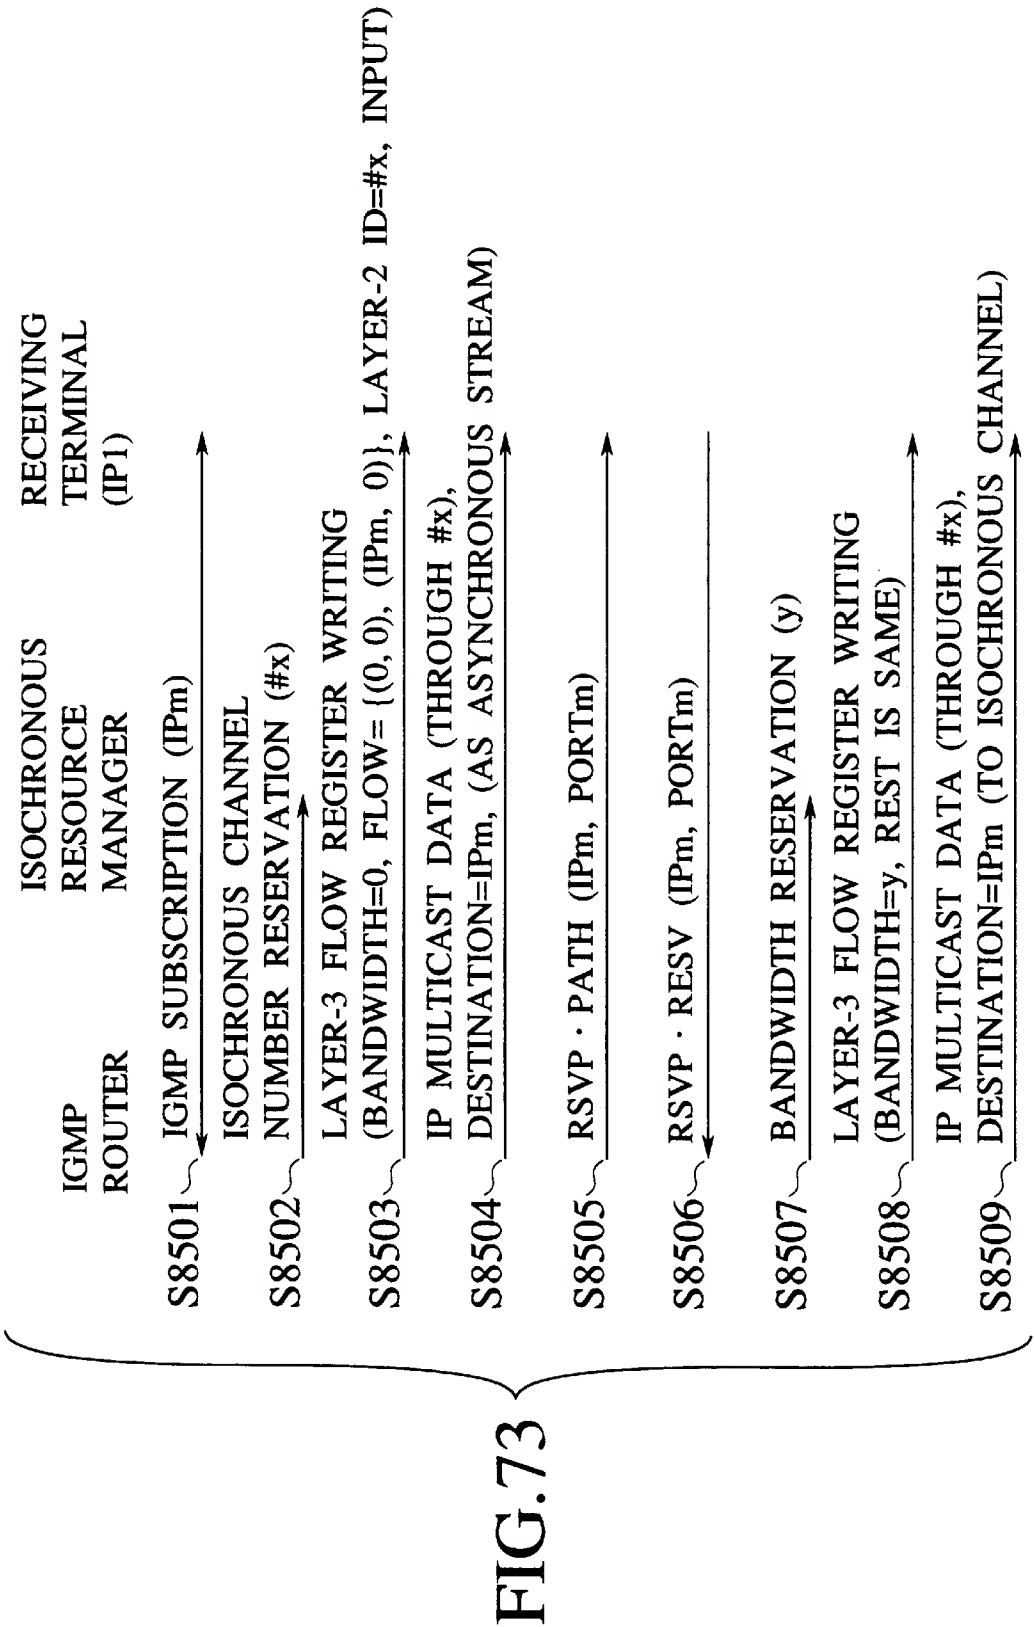 FIG.73
IGMP
ROUTER
ISOCHRONOUS
RESOURCE
MANAGER
RECEIVING
TERMINAL
(IP1)
S8501
IGMP SUBSCRIPTION (IPm)
S8502
ISOCHRONOUS CHANNEL
NUMBER RESERVATION (#x)
S8503
LAYER-3 FLOW REGISTER WRITING
(BANDWIDTH=0, FLOW= {(0, 0), (IPm, 0)}, LAYER-2 ID=#x, INPUT)
S8504
IP MULTICAST DATA (THROUGH #x),
DESTINATION=IPm, (AS ASYNCHRONOUS STREAM)
S8505
RSVP · PATH (IPm, PORTm)
S8506
RSVP · RESV (IPm, PORTm)
S8507
BANDWIDTH RESERVATION (y)
S8508
LAYER-3 FLOW REGISTER WRITING
(BANDWIDTH=y, REST IS SAME)
S8509
IP MULTICAST DATA (THROUGH #x),
DESTINATION=IPm (TO ISOCHRONOUS CHANNEL)